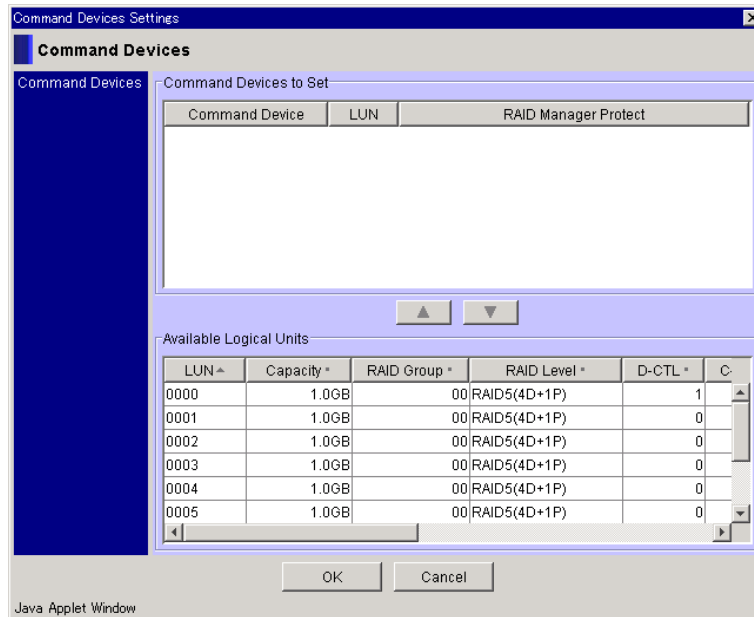 Command Devices Settings
Command Devices
Command Devices
Command Devices to Set
Command Device LUN RAID Manager Protect
Available Logical Units
LUN Capacity RAID Group RAID Level D-CTL C-
0000 1.0GB 00 RAID5(4D+1P) 1
0001 1.0GB 00 RAID5(4D+1P) 0
0002 1.0GB 00 RAID5(4D+1P) 0
0003 1.0GB 00 RAID5(4D+1P) 0
0004 1.0GB 00 RAID5(4D+1P) 0
0005 1.0GB 00 RAID5(4D+1P) 0
OK Cancel
Java Applet Window